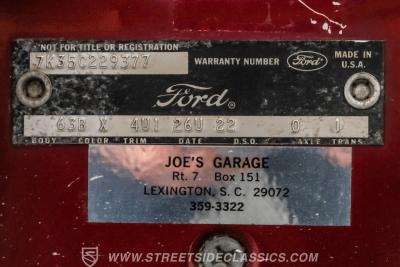 NOT FOR TITLE OR REGISTRATION
7K35C229377
WARRANTY NUMBER
Ford
MADE IN
U.S.A.
Ford
63B X 4U1 26U 22 0 1
BODY COLOR TRIM DATE D.S.O. AXLE TRANS
JOE'S GARAGE
Rt. 7 Box 151
LEXINGTON, S. C. 29072
359-3322
WWW.STREETSIDECLASSICS.COM